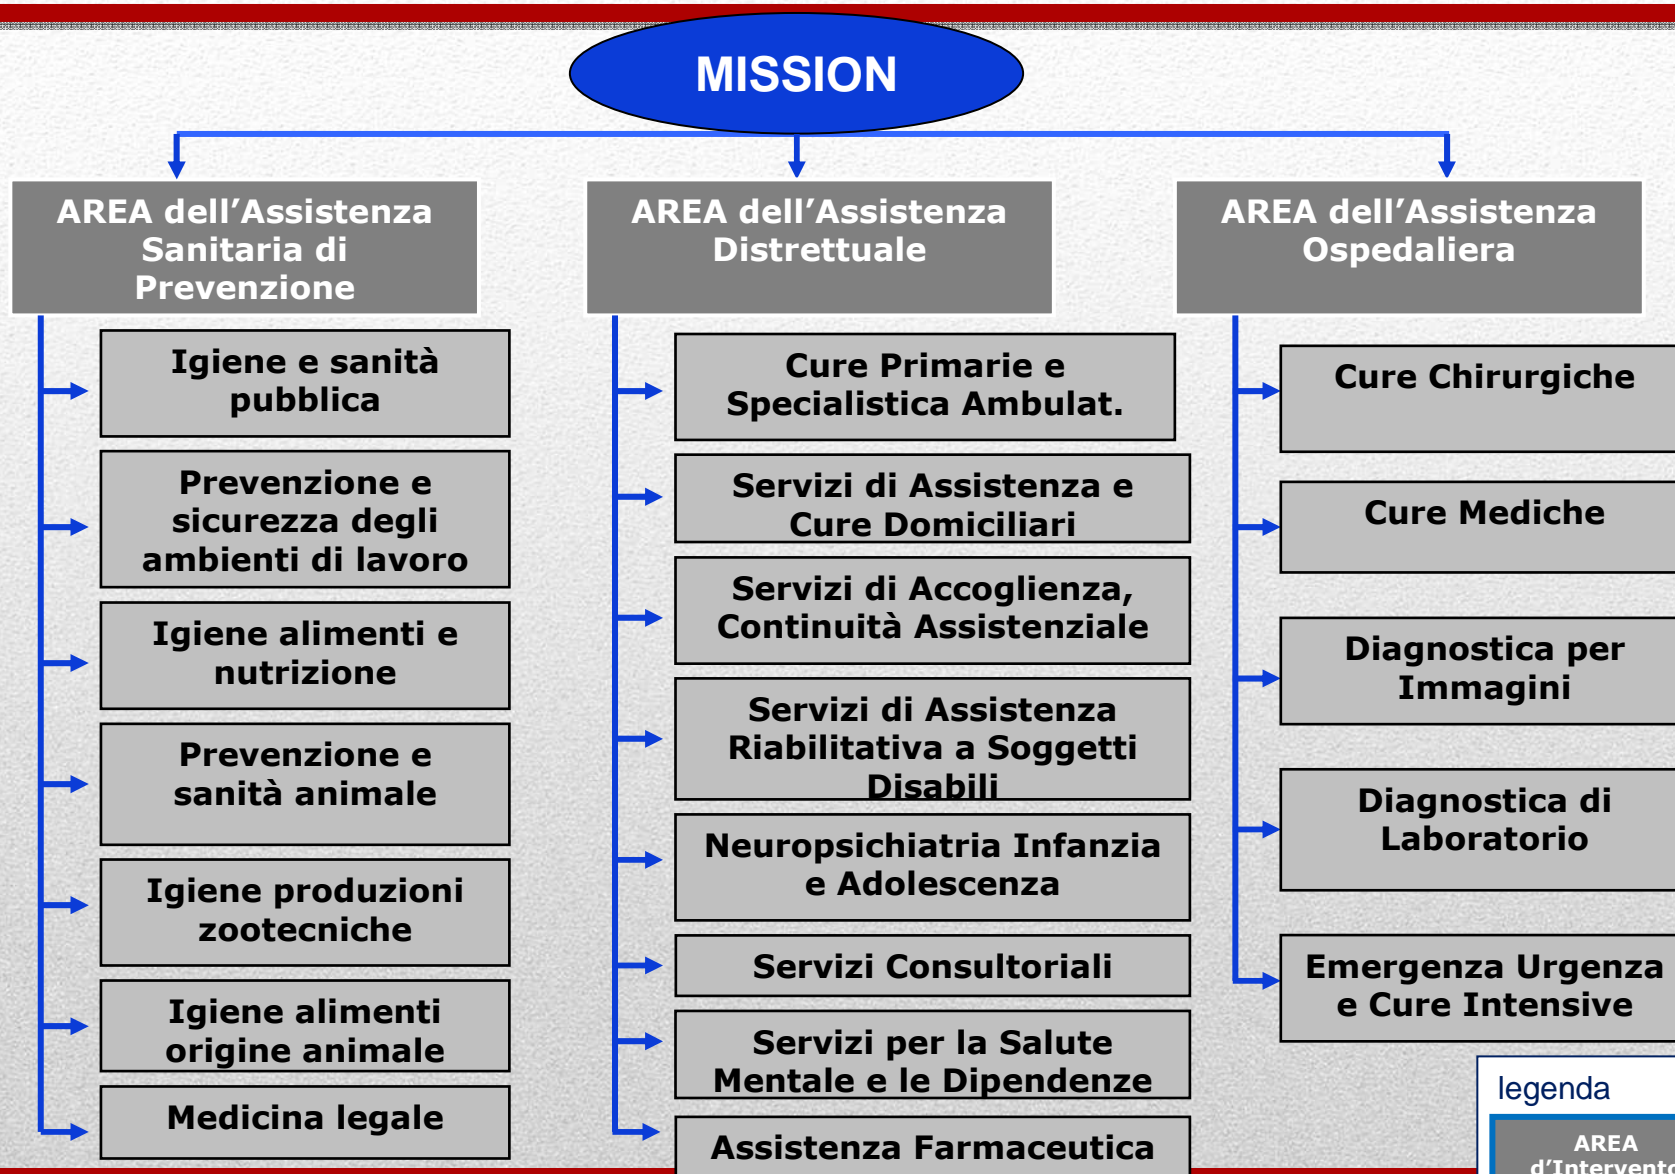 MISSION
AREA dell’Assistenza
Sanitaria di
Prevenzione
Igiene e sanità
pubblica
Prevenzione e
sicurezza degli
ambienti di lavoro
Igiene alimenti e
nutrizione
Prevenzione e
sanità animale
Igiene produzioni
zootecniche
Igiene alimenti
origine animale
Medicina legale
AREA dell’Assistenza
Distrettuale
Cure Primarie e
Specialistica Ambulat.
Servizi di Assistenza e
Cure Domiciliari
Servizi di Accoglienza,
Continuità Assistenziale
Servizi di Assistenza
Riabilitativa a Soggetti
Disabili
Neuropsichiatria Infanzia
e Adolescenza
Servizi Consultoriali
Servizi per la Salute
Mentale e le Dipendenze
Assistenza Farmaceutica
AREA dell’Assistenza
Ospedaliera
Cure Chirurgiche
Cure Mediche
Diagnostica per
Immagini
Diagnostica di
Laboratorio
Emergenza Urgenza
e Cure Intensive
legenda
AREA
d’Intervento